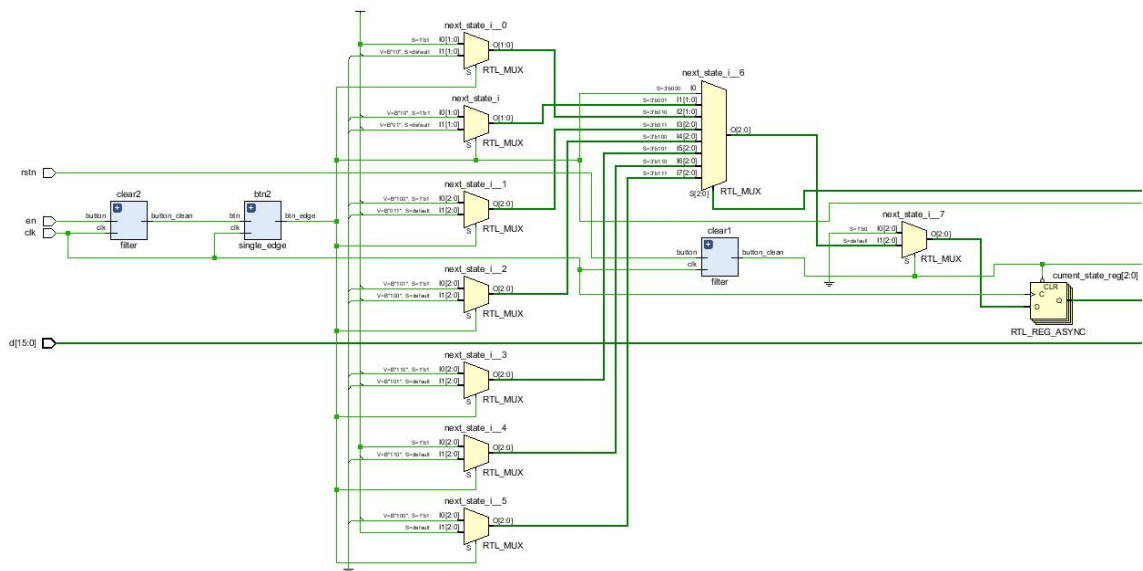 next_state_i__0
S=1'b1 I0[1:0]
V=B"10", S=default I1[1:0]
O[1:0]
S
RTL_MUX
next_state_i
V=B"10", S=1'b1 I0[1:0]
V=B"01", S=default I1[1:0]
O[1:0]
S
RTL_MUX
next_state_i__6
S=3'b000 I0
S=3'b001 I1[1:0]
S=3'b010 I2[1:0]
S=3'b011 I3[2:0]
S=3'b100 I4[2:0]
S=3'b101 I5[2:0]
S=3'b110 I6[2:0]
S=3'b111 I7[2:0]
O[2:0]
S[2:0]
RTL_MUX
rstn
en
clk
clear2
button
clk
button_clean
filter
btn2
btn
clk
btn_edge
single_edge
next_state_i__1
V=B"100", S=1'b1 I0[2:0]
V=B"011", S=default I1[2:0]
O[2:0]
S
RTL_MUX
clear1
button
clk
button_clean
filter
next_state_i__7
S=1'b0 I0[2:0]
S=default I1[2:0]
O[2:0]
S
RTL_MUX
current_state_reg[2:0]
CLR
C
D
Q
RTL_REG_ASYNC
next_state_i__2
V=B"101", S=1'b1 I0[2:0]
V=B"100", S=default I1[2:0]
O[2:0]
S
RTL_MUX
d[15:0]
next_state_i__3
V=B"110", S=1'b1 I0[2:0]
V=B"101", S=default I1[2:0]
O[2:0]
S
RTL_MUX
next_state_i__4
S=1'b1 I0[2:0]
V=B"110", S=default I1[2:0]
O[2:0]
S
RTL_MUX
next_state_i__5
V=B"100", S=1'b1 I0[2:0]
S=default I1[2:0]
O[2:0]
S
RTL_MUX